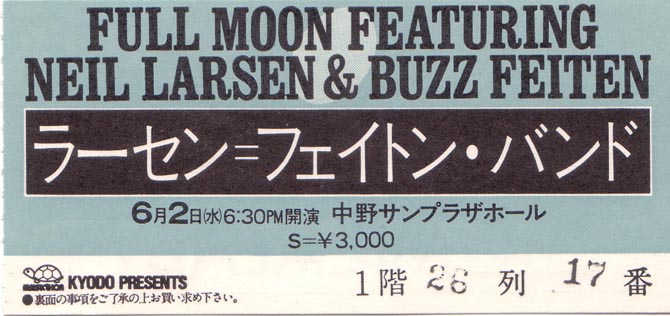 FULL MOON FEATURING
NEIL LARSEN & BUZZ FEITEN
ラーセン=フェイトン・バンド
6月2日(水)6:30PM開演 中野サンプラザホール
S=¥3,000
KYODO PRESENTS
1階 26 列 17 番
●裏面の事項をご了承の上お買い求め下さい。